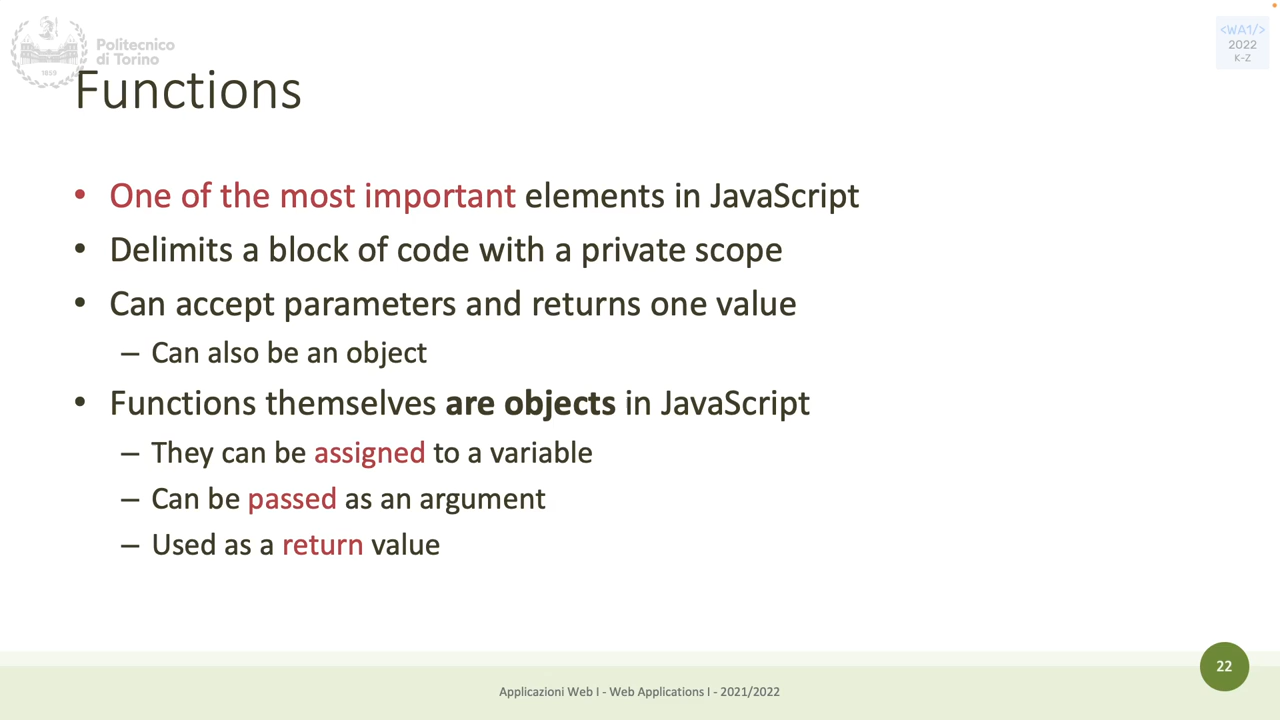 Politecnico
di Torino
1859
<WA1/>
2022
K-Z
Functions
• One of the most important elements in JavaScript
• Delimits a block of code with a private scope
• Can accept parameters and returns one value
– Can also be an object
• Functions themselves are objects in JavaScript
– They can be assigned to a variable
– Can be passed as an argument
– Used as a return value
22
Applicazioni Web I - Web Applications I - 2021/2022